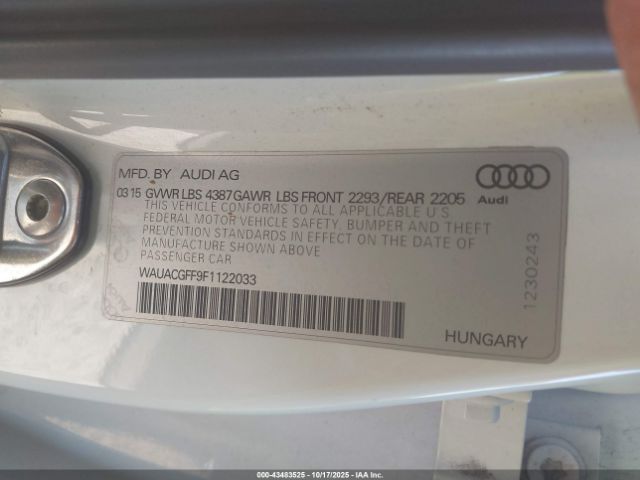 MFD. BY AUDI AG
03 15 GVWR LBS 4387 GAWR LBS FRONT 2293/REAR 2205
Audi
THIS VEHICLE CONFORMS TO ALL APPLICABLE U S
FEDERAL MOTOR VEHICLE SAFETY, BUMPER AND THEFT
PREVENTION STANDARDS IN EFFECT ON THE DATE OF
MANUFACTURE SHOWN ABOVE
PASSENGER CAR
WAUACGFF9F1122033
1230243
HUNGARY
000-43483525 - 10/17/2025 - IAA Inc.